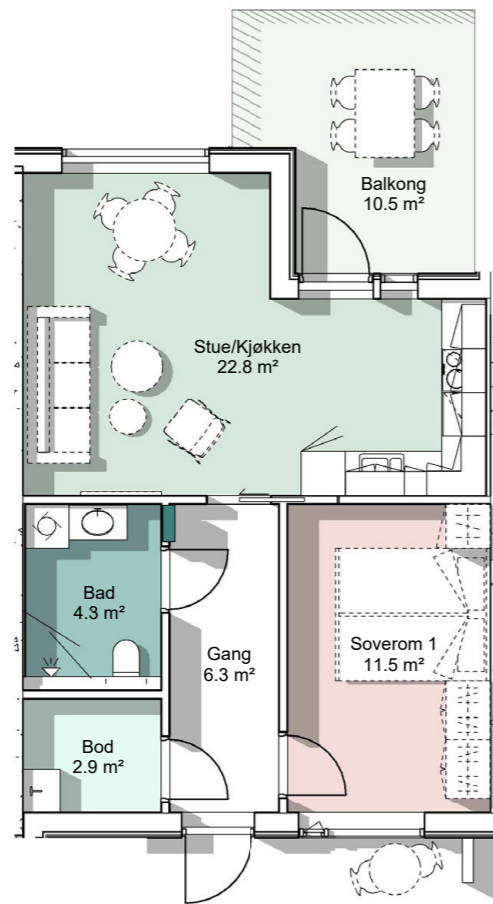 Balkong
10.5 m²
Stue/Kjøkken
22.8 m²
Bad
4.3 m²
Gang
6.3 m²
Soverom 1
11.5 m²
Bod
2.9 m²